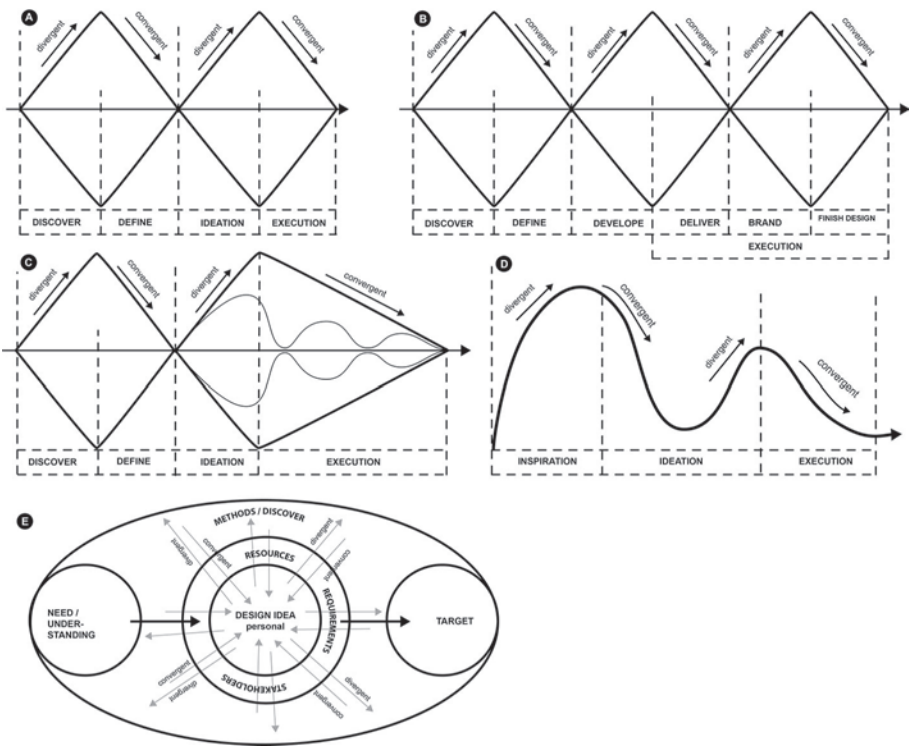 A
divergent
convergent
divergent
convergent
DISCOVER
DEFINE
IDEATION
EXECUTION
B
divergent
convergent
divergent
convergent
divergent
convergent
DISCOVER
DEFINE
DEVELOPE
DELIVER
BRAND
FINISH DESIGN
EXECUTION
C
divergent
convergent
divergent
convergent
DISCOVER
DEFINE
IDEATION
EXECUTION
D
divergent
convergent
divergent
convergent
INSPIRATION
IDEATION
EXECUTION
E
METHODS / DISCOVER
divergent
convergent
divergent
convergent
RESOURCES
REQUIREMENTS
STAKEHOLDERS
NEED /
UNDER-
STANDING
DESIGN IDEA
personal
TARGET
convergent
divergent
divergent
convergent